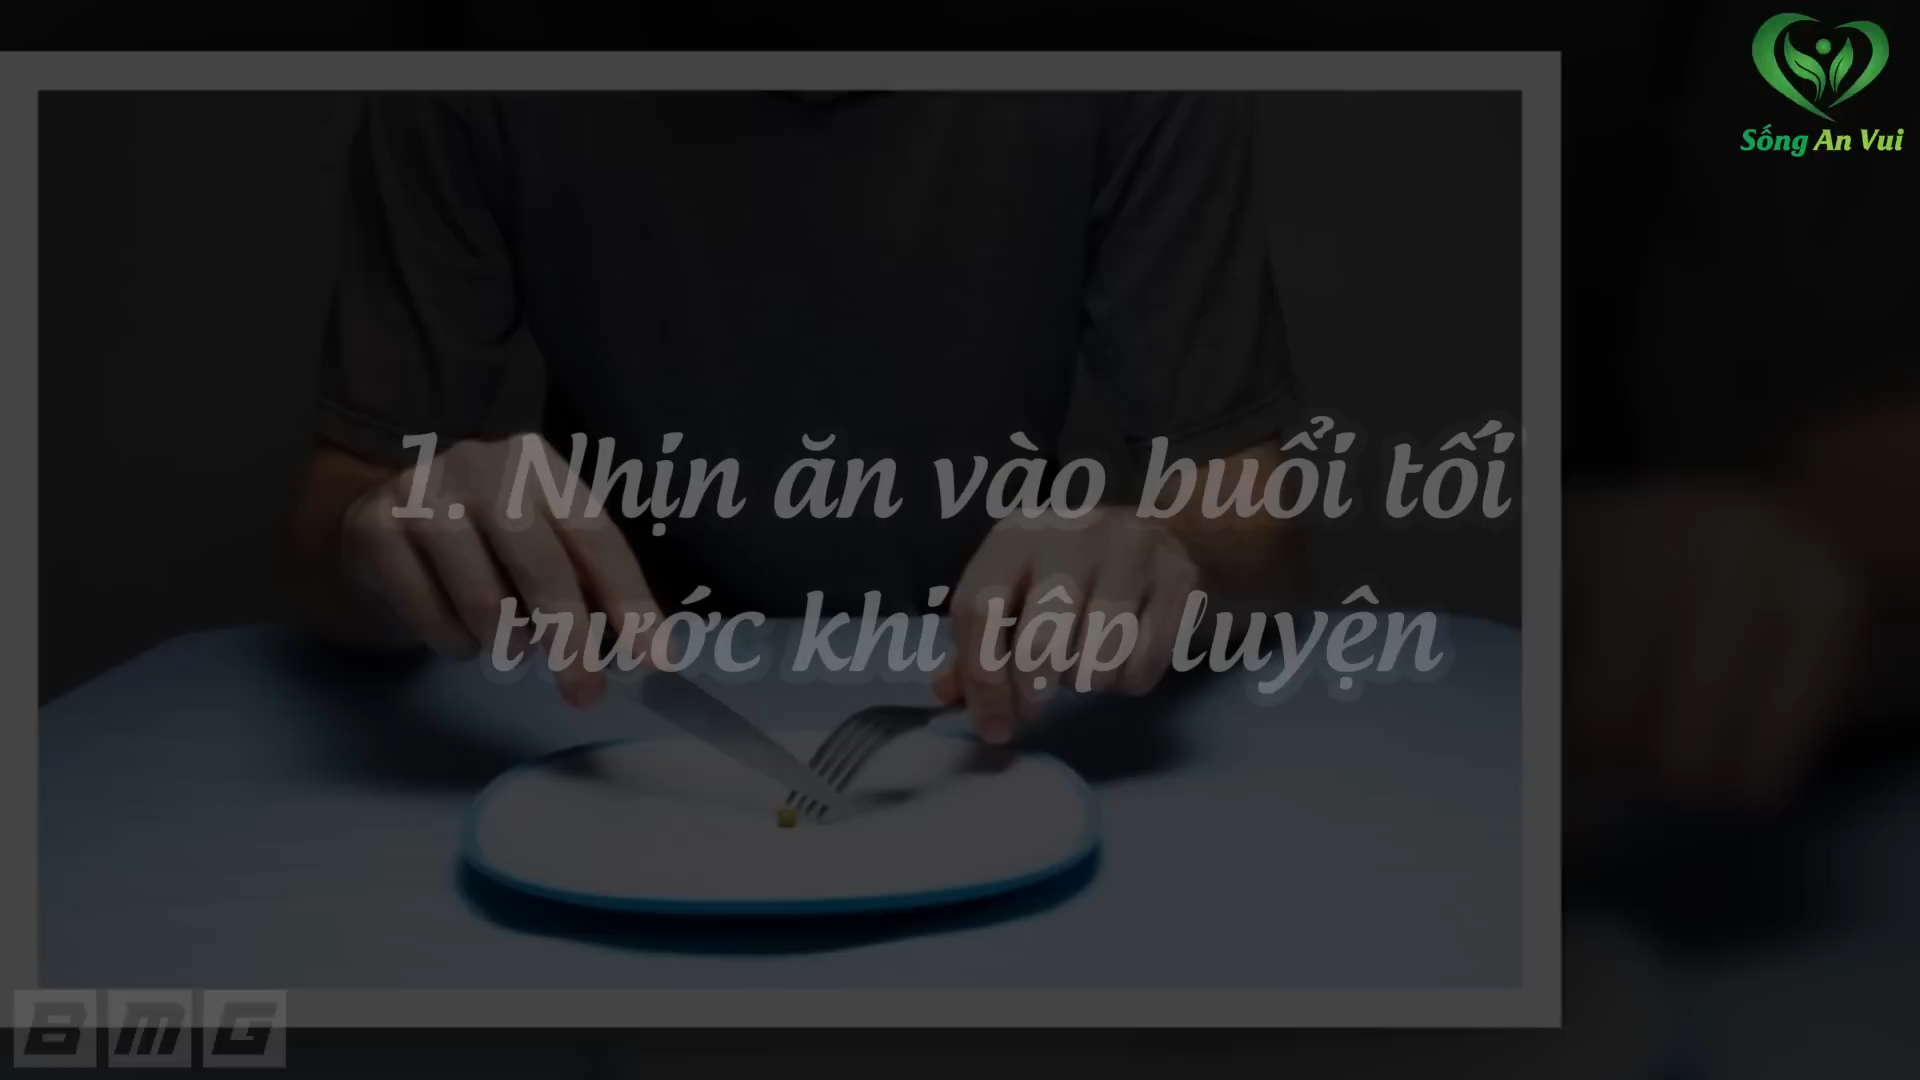 Sống An Vui
1. Nhịn ăn vào buổi tối
trước khi tập luyện
BMG